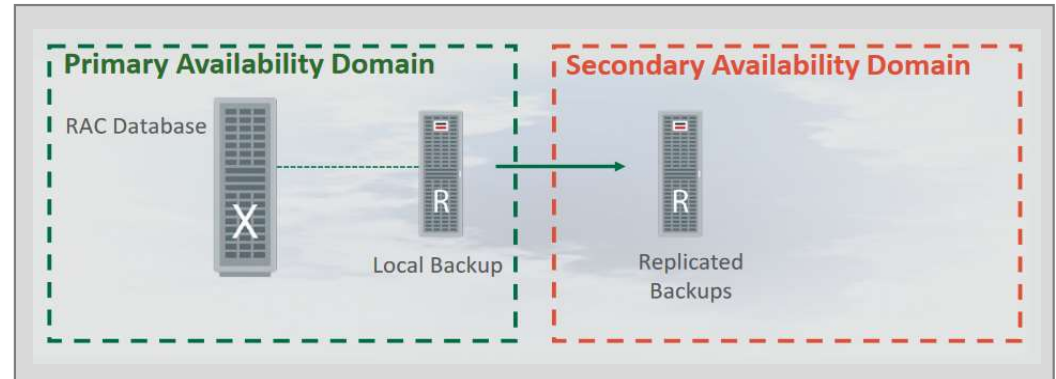 Primary Availability Domain
Secondary Availability Domain
RAC Database
X
R
R
Local Backup
Replicated
Backups